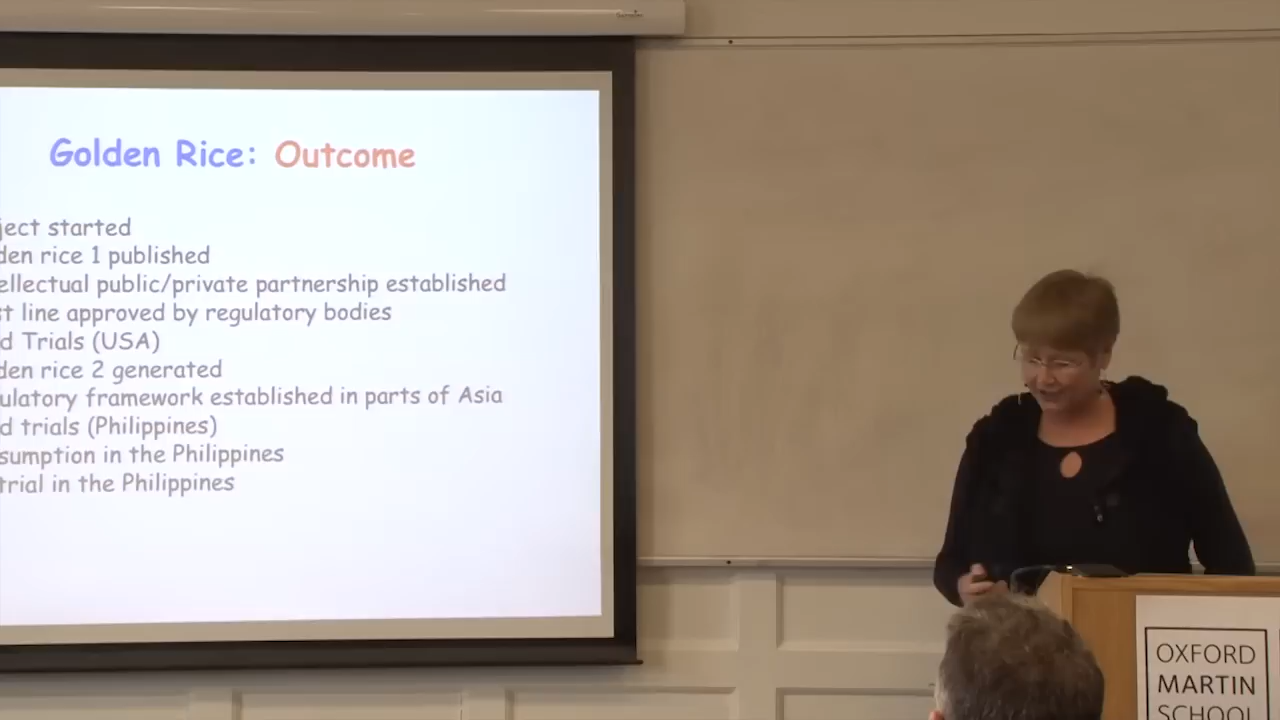 Golden Rice: Outcome
ject started
den rice 1 published
ellectual public/private partnership established
t line approved by regulatory bodies
d Trials (USA)
den rice 2 generated
ulatory framework established in parts of Asia
d trials (Philippines)
sumption in the Philippines
trial in the Philippines
OXFORD
MARTIN
SCHOOL